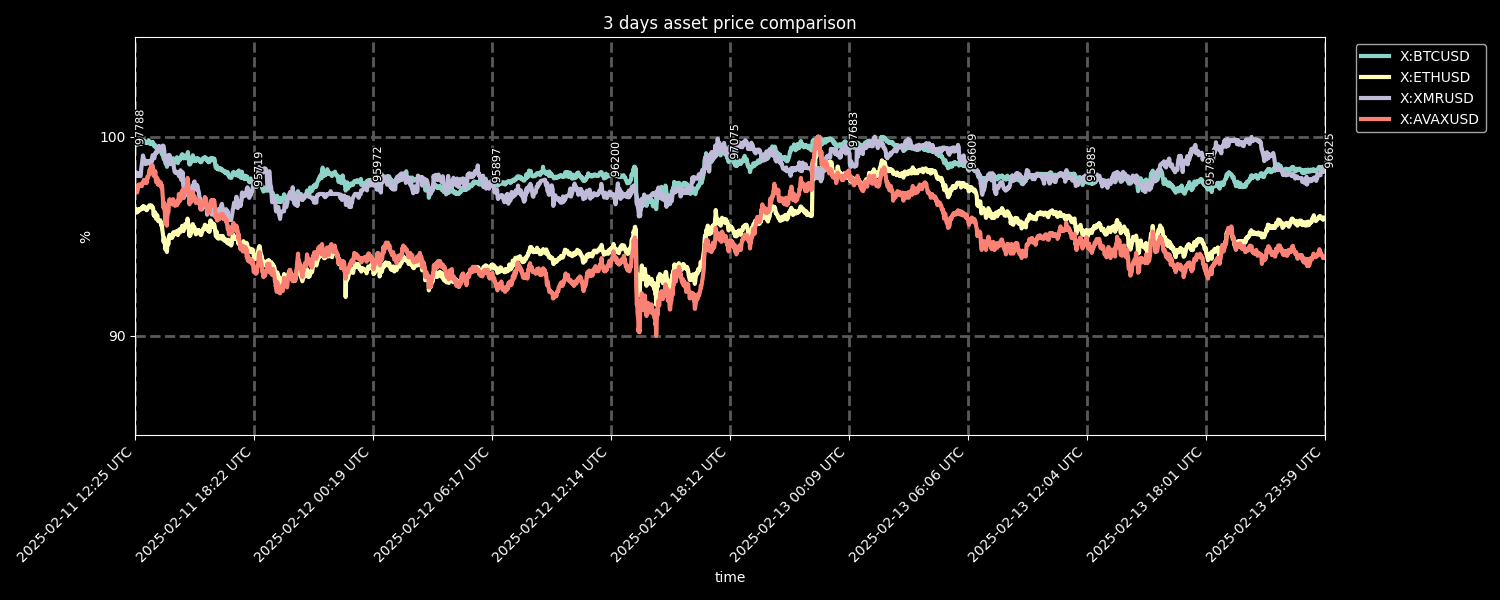 3 days asset price comparison
X:BTCUSD
X:ETHUSD
X:XMRUSD
X:AVAXUSD
%
100
90
97788
95719
95972
95897
96200
97075
97683
96609
95985
95791
96625
2025-02-11 12:25 UTC
2025-02-11 18:22 UTC
2025-02-12 00:19 UTC
2025-02-12 06:17 UTC
2025-02-12 12:14 UTC
2025-02-12 18:12 UTC
2025-02-13 00:09 UTC
2025-02-13 06:06 UTC
2025-02-13 12:04 UTC
2025-02-13 18:01 UTC
2025-02-13 23:59 UTC
time